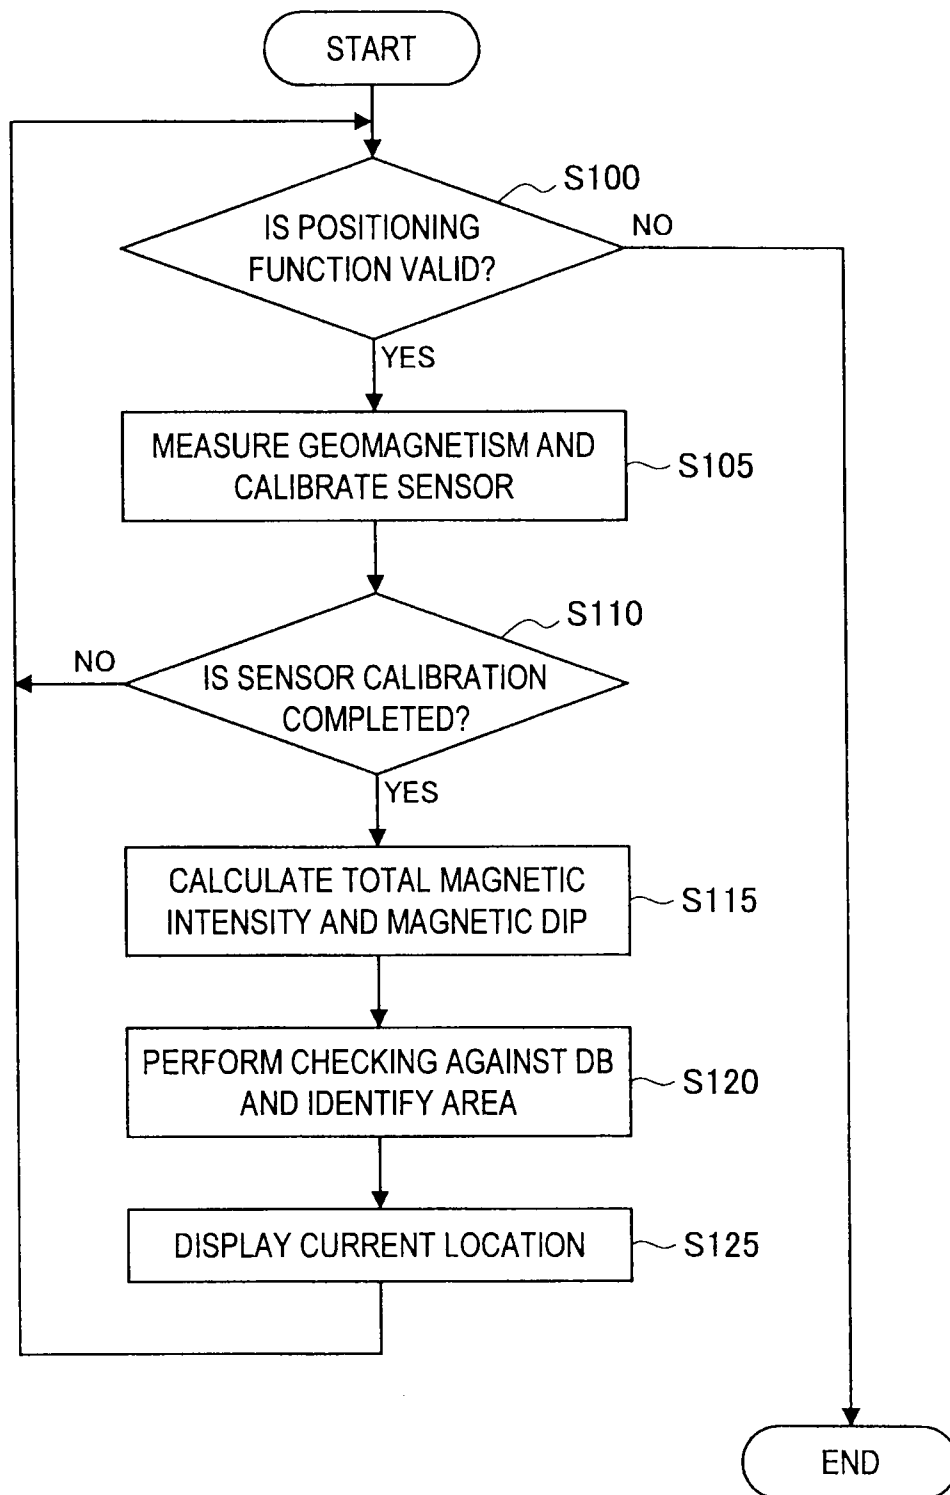 START
S100
IS POSITIONING
FUNCTION VALID?
NO
YES
MEASURE GEOMAGNETISM AND
CALIBRATE SENSOR
S105
S110
NO
IS SENSOR CALIBRATION
COMPLETED?
YES
CALCULATE TOTAL MAGNETIC
INTENSITY AND MAGNETIC DIP
S115
PERFORM CHECKING AGAINST DB
AND IDENTIFY AREA
S120
DISPLAY CURRENT LOCATION
S125
END